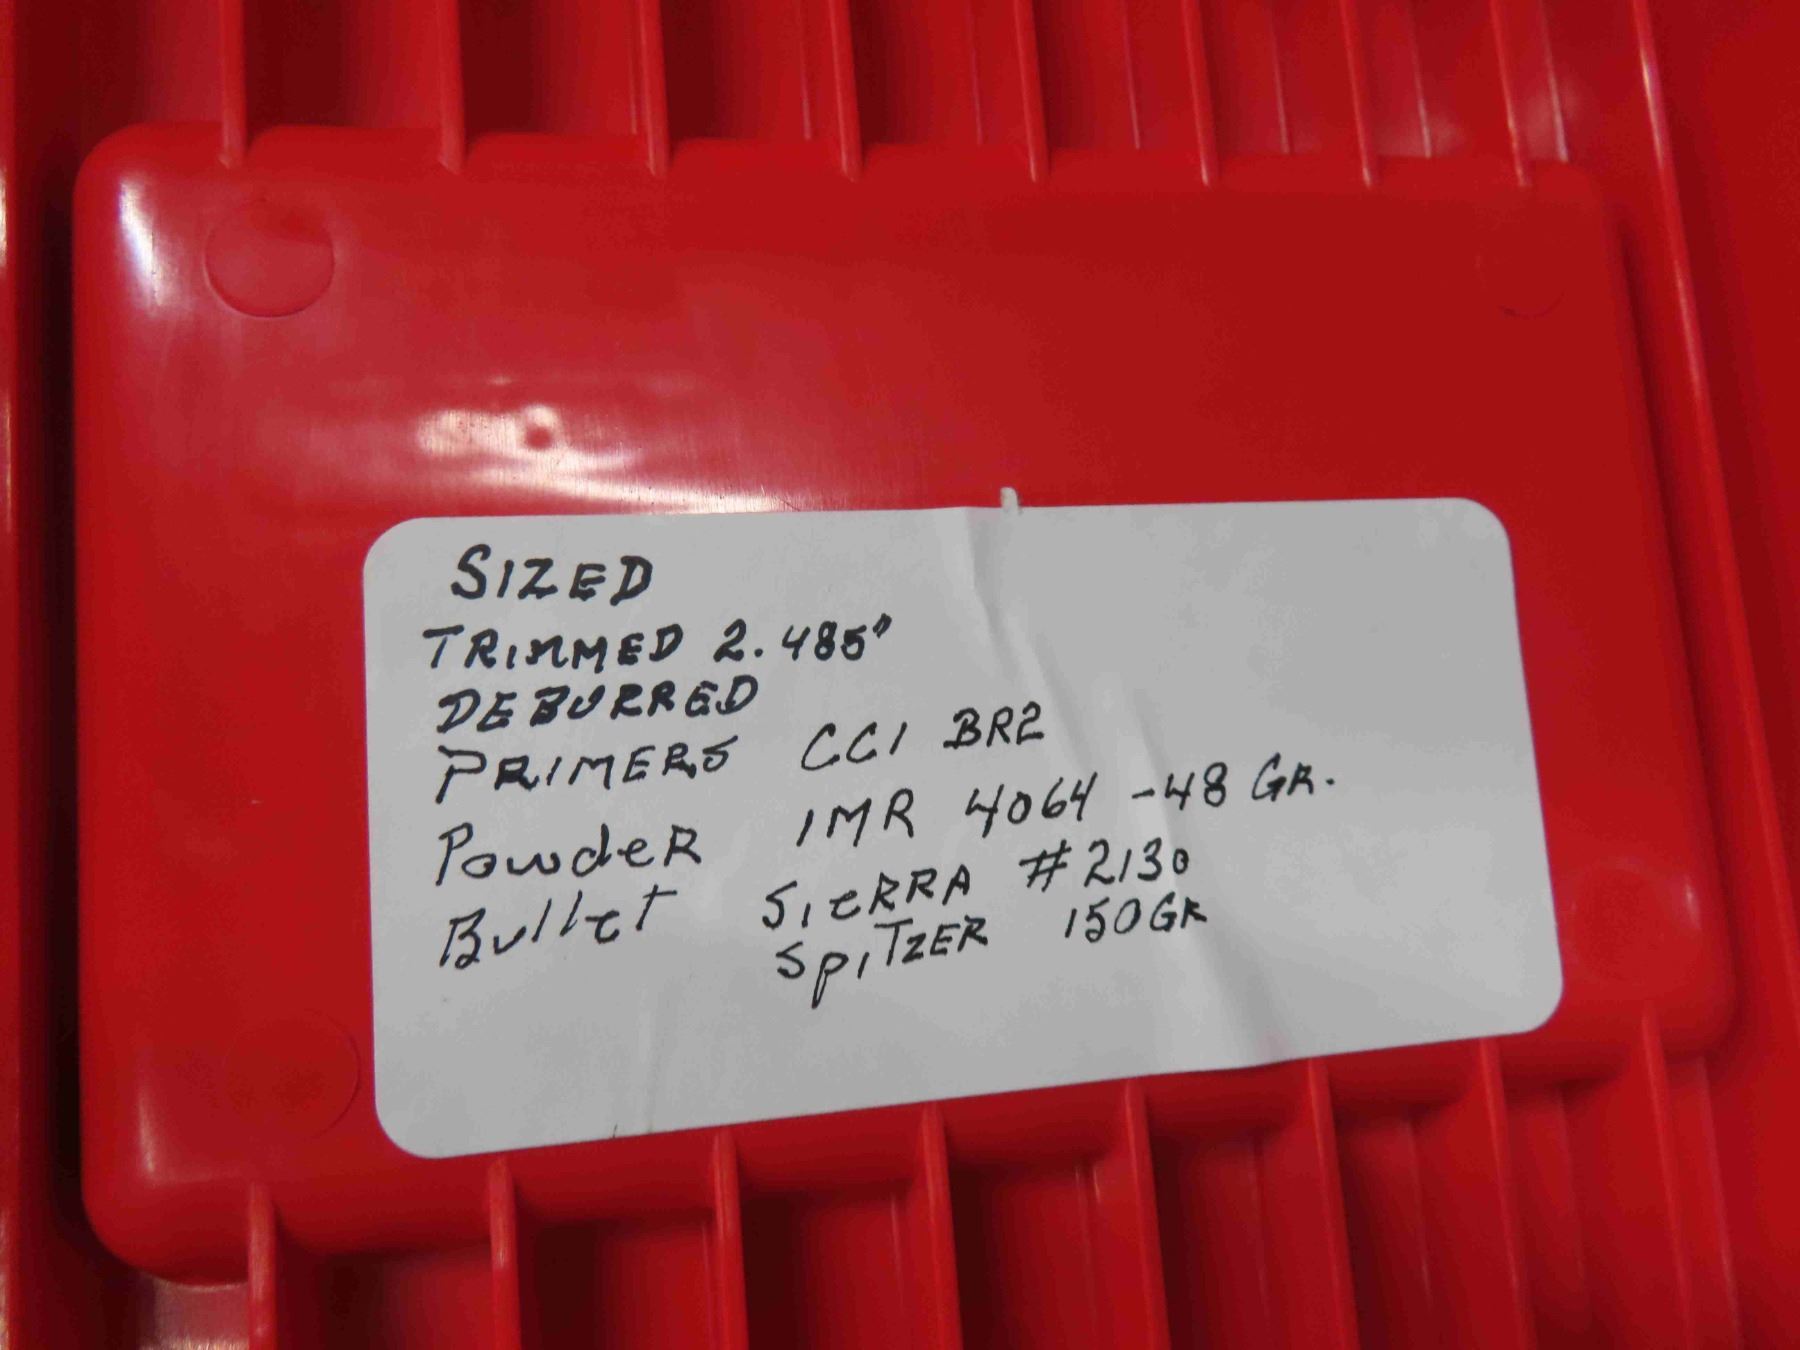 SIZED
TRIMMED 2.485"
DEBURRED
PRIMERS CCI BR2
PowdeR IMR 4064 -48 GR.
Bullet SieRRA #2130
SpiTzER 150GR